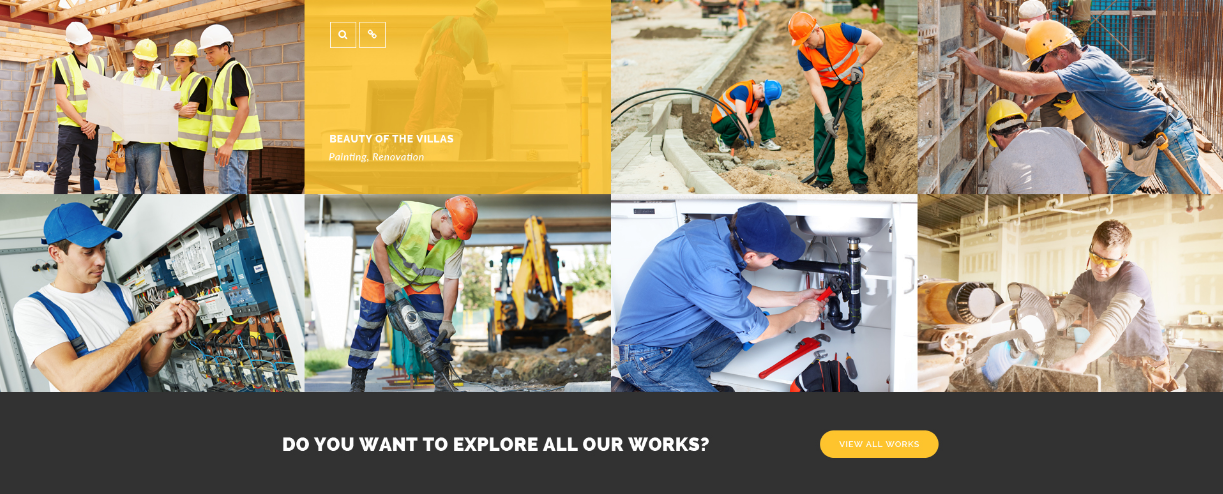 BEAUTY OF THE VILLAS
Painting, Renovation
DO YOU WANT TO EXPLORE ALL OUR WORKS?
VIEW ALL WORKS